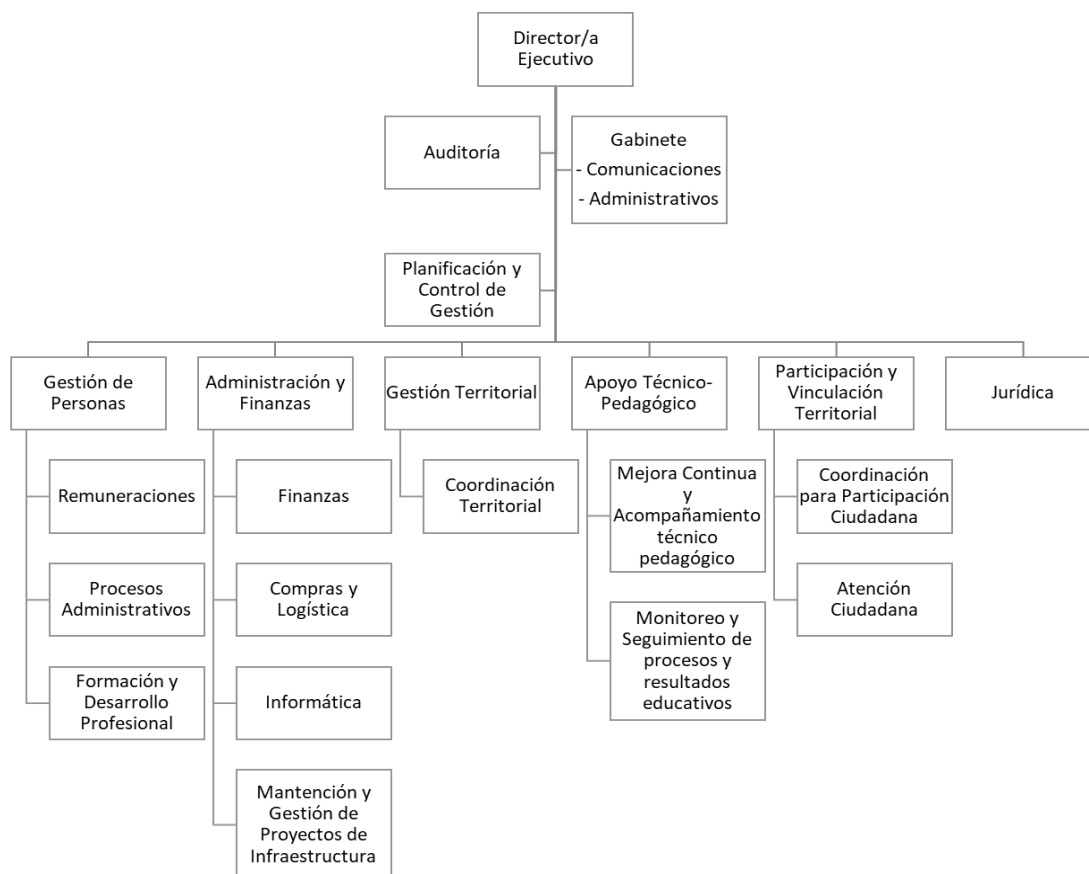 Director/a
Ejecutivo
Auditoría
Gabinete
- Comunicaciones
- Administrativos
Planificación y
Control de
Gestión
Gestión de
Personas
Administración y
Finanzas
Gestión Territorial
Apoyo Técnico-
Pedagógico
Participación y
Vinculación
Territorial
Jurídica
Remuneraciones
Procesos
Administrativos
Formación y
Desarrollo
Profesional
Finanzas
Compras y
Logística
Informática
Mantención y
Gestión de
Proyectos de
Infraestructura
Coordinación
Territorial
Mejora Continua
y
Acompañamiento
técnico
pedagógico
Monitoreo y
Seguimiento de
procesos y
resultados
educativos
Coordinación
para Participación
Ciudadana
Atención
Ciudadana